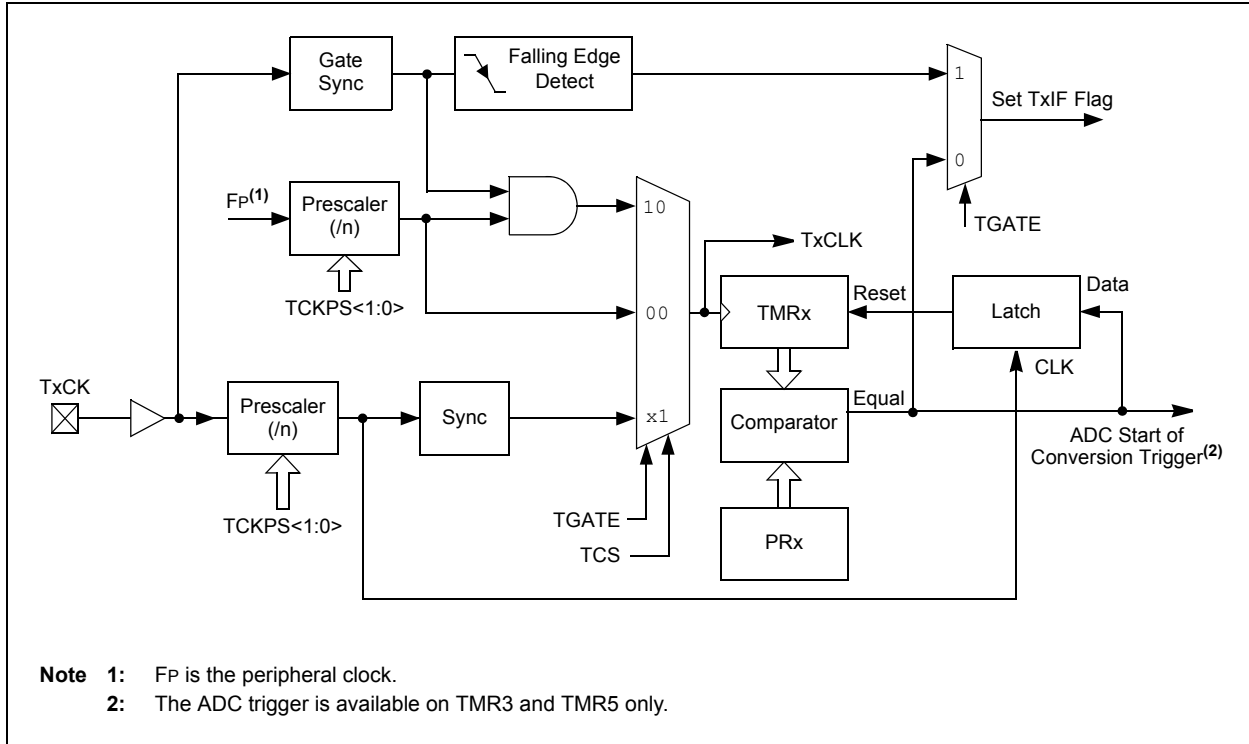 Gate
Sync
Falling Edge
Detect
1
Set TxIF Flag
0
FP(1)
Prescaler
(/n)
10
TGATE
TxCLK
TCKPS<1:0>
00
TMRx
Reset
Latch
Data
CLK
TxCK
Prescaler
(/n)
Sync
x1
Comparator
Equal
ADC Start of
Conversion Trigger(2)
TCKPS<1:0>
TGATE
TCS
PRx
Note 1: FP is the peripheral clock.
2: The ADC trigger is available on TMR3 and TMR5 only.